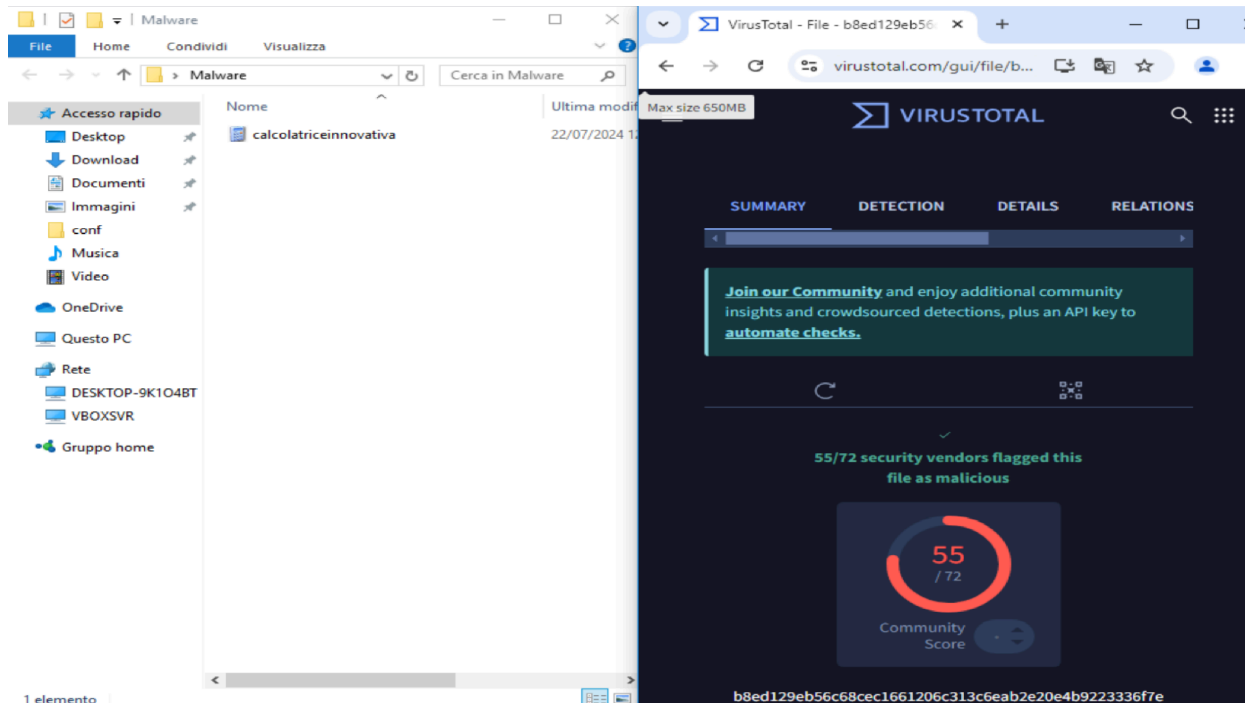 Malware
File Home Condividi Visualizza
Malware
Cerca in Malware
Accesso rapido
Desktop
Download
Documenti
Immagini
conf
Musica
Video
OneDrive
Questo PC
Rete
DESKTOP-9K1O4BT
VBOXSVR
Gruppo home
Nome Ultima modif
calcolatriceinnovativa 22/07/2024 12
1 elemento
VirusTotal - File - b8ed129eb56
virustotal.com/gui/file/b...
Max size 650MB
VIRUSTOTAL
SUMMARY DETECTION DETAILS RELATIONS
Join our Community and enjoy additional community
insights and crowdsourced detections, plus an API key to
automate checks.
55/72 security vendors flagged this
file as malicious
55
/ 72
Community
Score
b8ed129eb56c68cec1661206c313c6eab2e20e4b9223336f7e